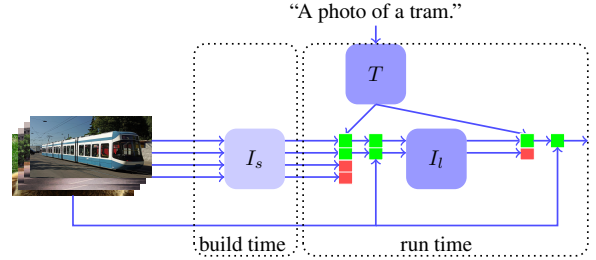 “A photo of a tram.”
T
I_s
I_l
build time
run time